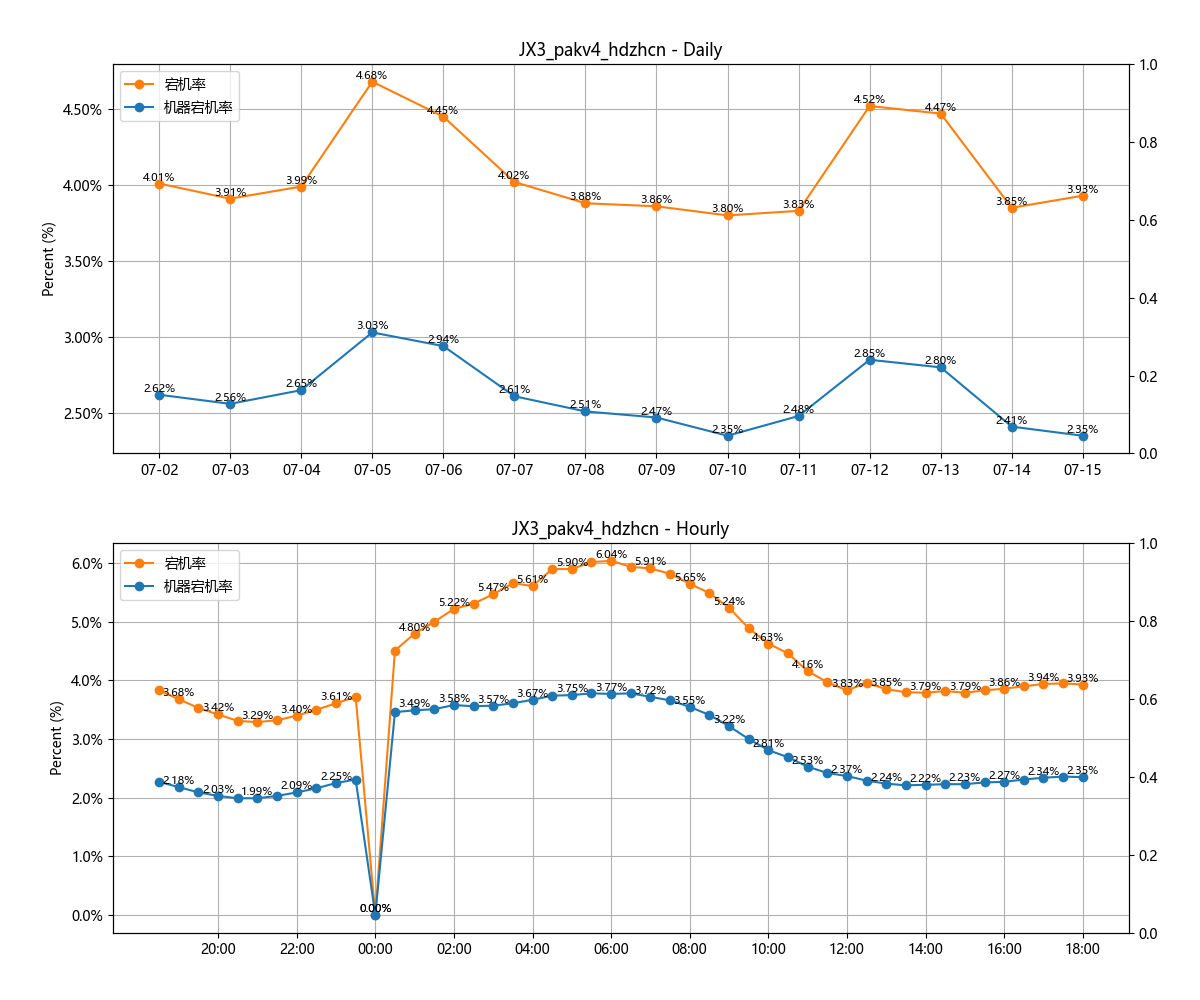 JX3_pakv4_hdzhcn - Daily
宕机率
机器宕机率
Percent (%)
4.50%
4.00%
3.50%
3.00%
2.50%
1.0
0.8
0.6
0.4
0.2
0.0
4.01% 3.91% 3.99% 4.68% 4.45% 4.02% 3.88% 3.86% 3.80% 3.83% 4.52% 4.47% 3.85% 3.93%
2.62% 2.56% 2.65% 3.03% 2.94% 2.61% 2.51% 2.47% 2.35% 2.48% 2.85% 2.80% 2.41% 2.35%
07-02 07-03 07-04 07-05 07-06 07-07 07-08 07-09 07-10 07-11 07-12 07-13 07-14 07-15
JX3_pakv4_hdzhcn - Hourly
宕机率
机器宕机率
Percent (%)
6.0%
5.0%
4.0%
3.0%
2.0%
1.0%
0.0%
1.0
0.8
0.6
0.4
0.2
0.0
3.68% 3.42% 3.29% 3.40% 3.61% 0.00% 4.80% 5.22% 5.47% 5.61% 5.90% 6.04% 5.91% 5.65% 5.24% 4.63% 4.16% 3.83% 3.85% 3.79% 3.79% 3.86% 3.94% 3.93%
2.18% 2.03% 1.99% 2.09% 2.25% 0.00% 3.49% 3.58% 3.57% 3.67% 3.75% 3.77% 3.72% 3.55% 3.22% 2.81% 2.53% 2.37% 2.24% 2.22% 2.23% 2.27% 2.34% 2.35%
20:00 22:00 00:00 02:00 04:00 06:00 08:00 10:00 12:00 14:00 16:00 18:00